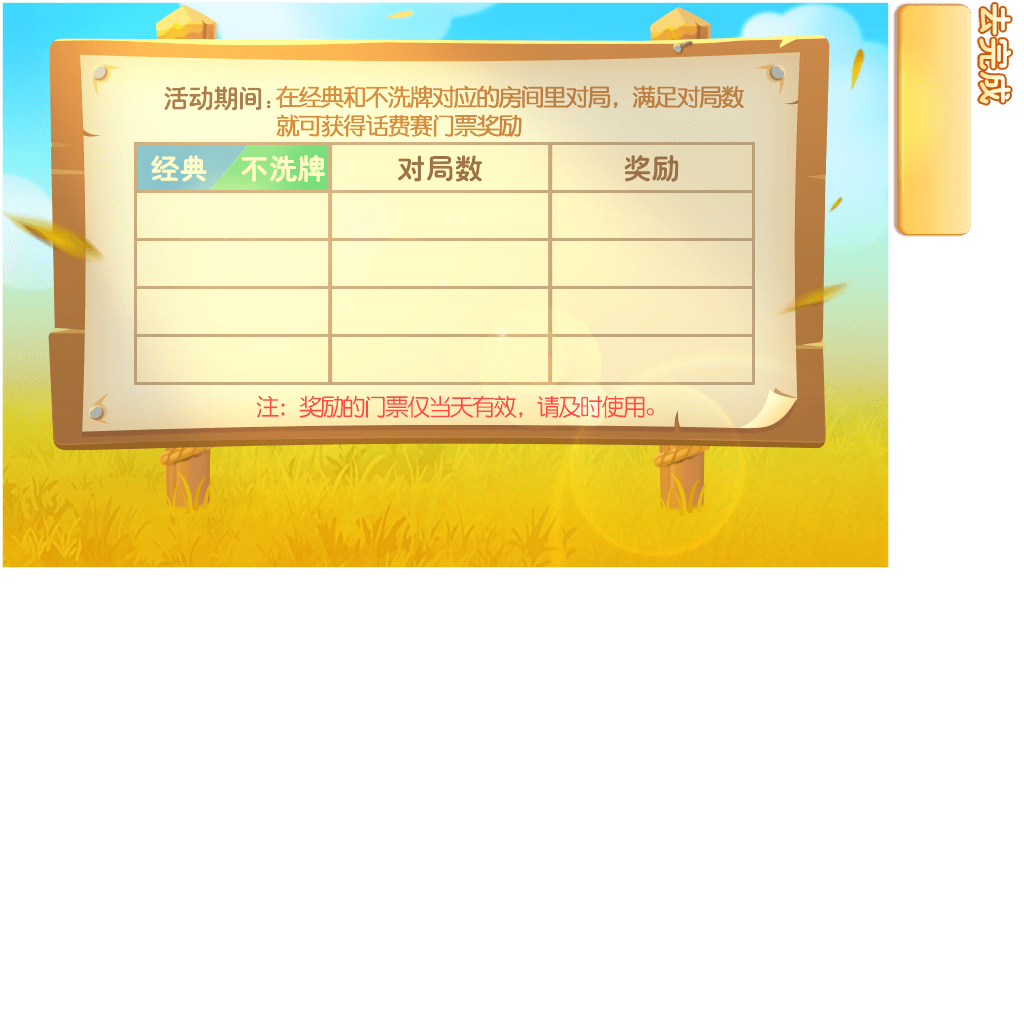 活动期间:在经典和不洗牌对应的房间里对局，满足对局数
就可获得话费赛门票奖励
经典 不洗牌 对局数 奖励
注：奖励的门票仅当天有效，请及时使用。
去完成